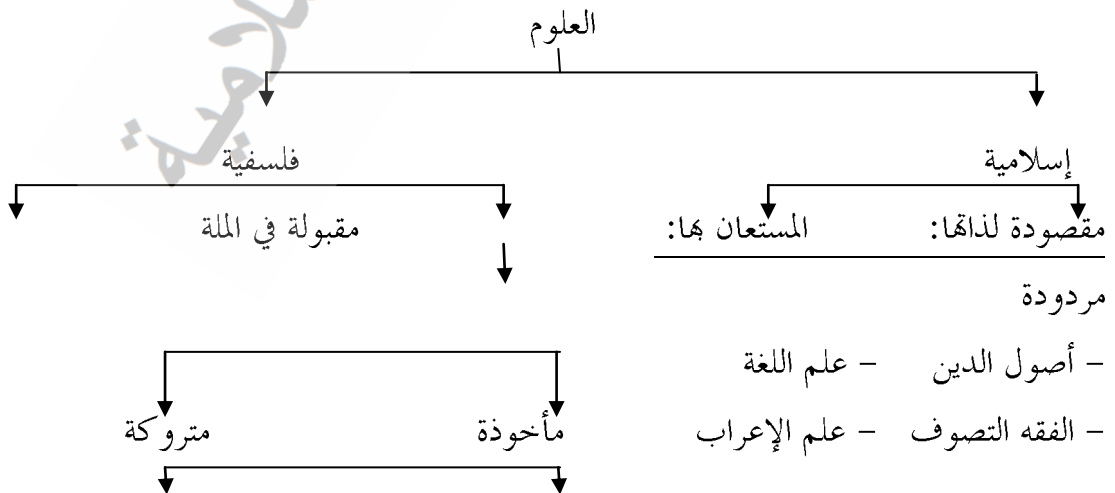 العلوم
إسلامية فلسفية
مقصودة لذاتها: المستعان بها: مقبولة في الملة
مردودة
– أصول الدين – علم اللغة
– الفقه التصوف – علم الإعراب مأخوذة متروكة